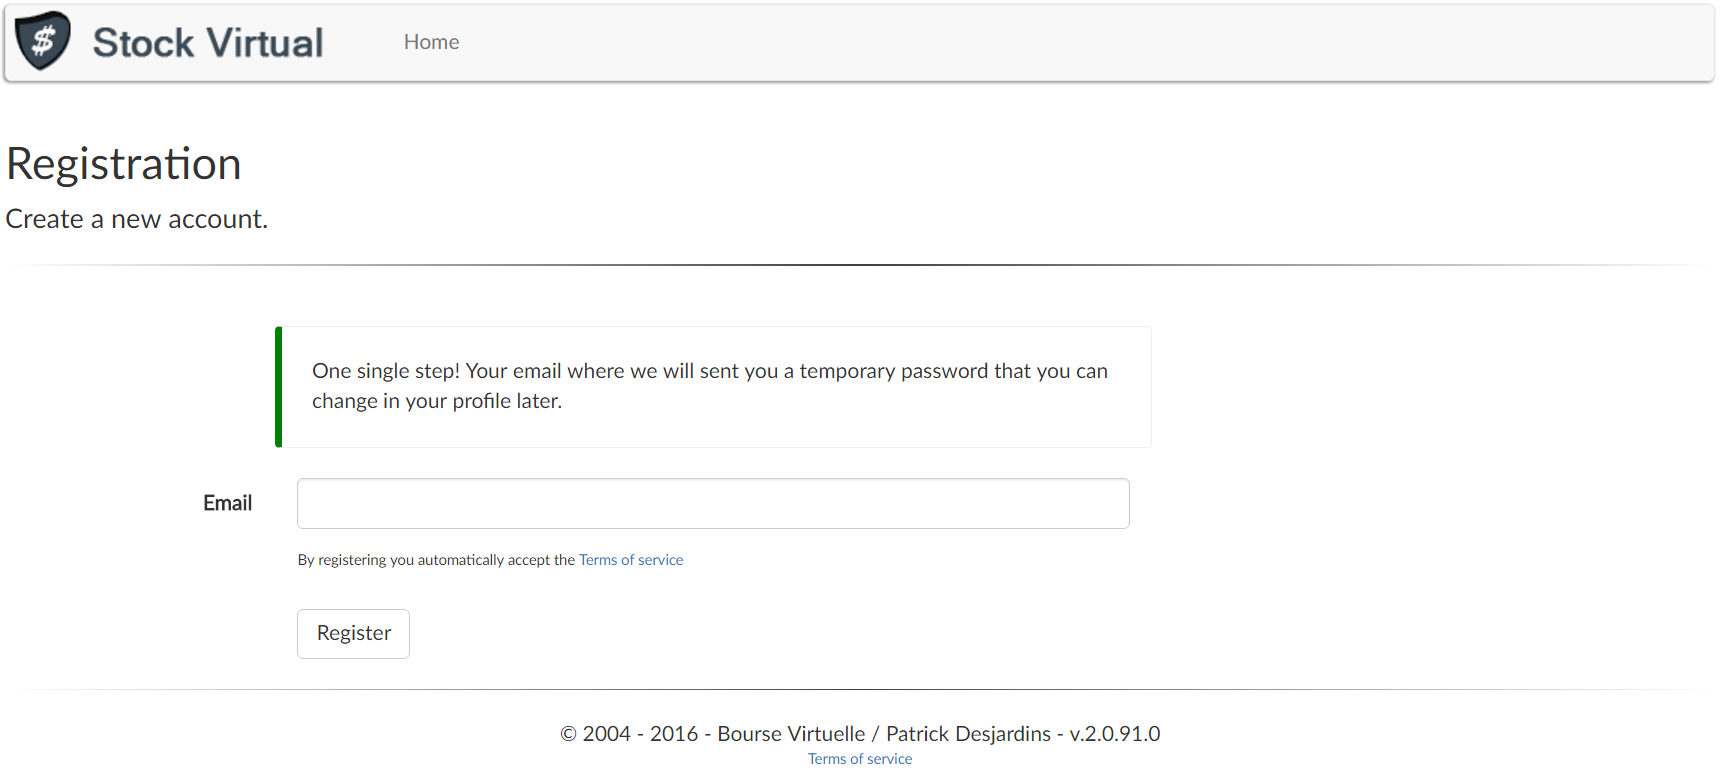 $ Stock Virtual Home
Registration
Create a new account.
One single step! Your email where we will sent you a temporary password that you can
change in your profile later.
Email
By registering you automatically accept the Terms of service
Register
© 2004 - 2016 - Bourse Virtuelle / Patrick Desjardins - v.2.0.91.0
Terms of service